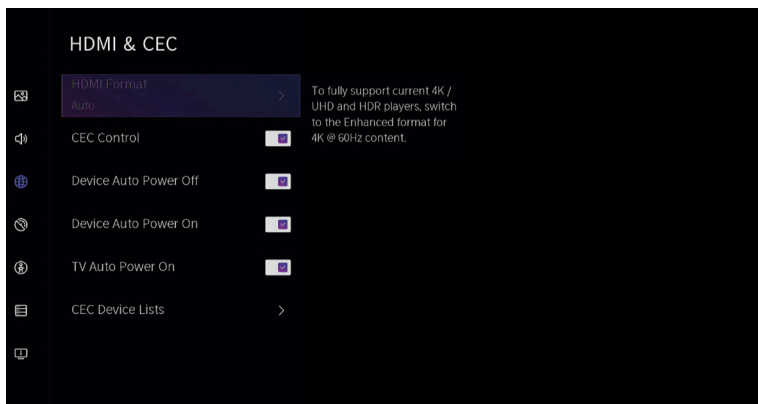 HDMI & CEC
HDMI Format
Auto
To fully support current 4K /
UHD and HDR players, switch
to the Enhanced format for
4K @ 60Hz content.
CEC Control
Device Auto Power Off
Device Auto Power On
TV Auto Power On
CEC Device Lists